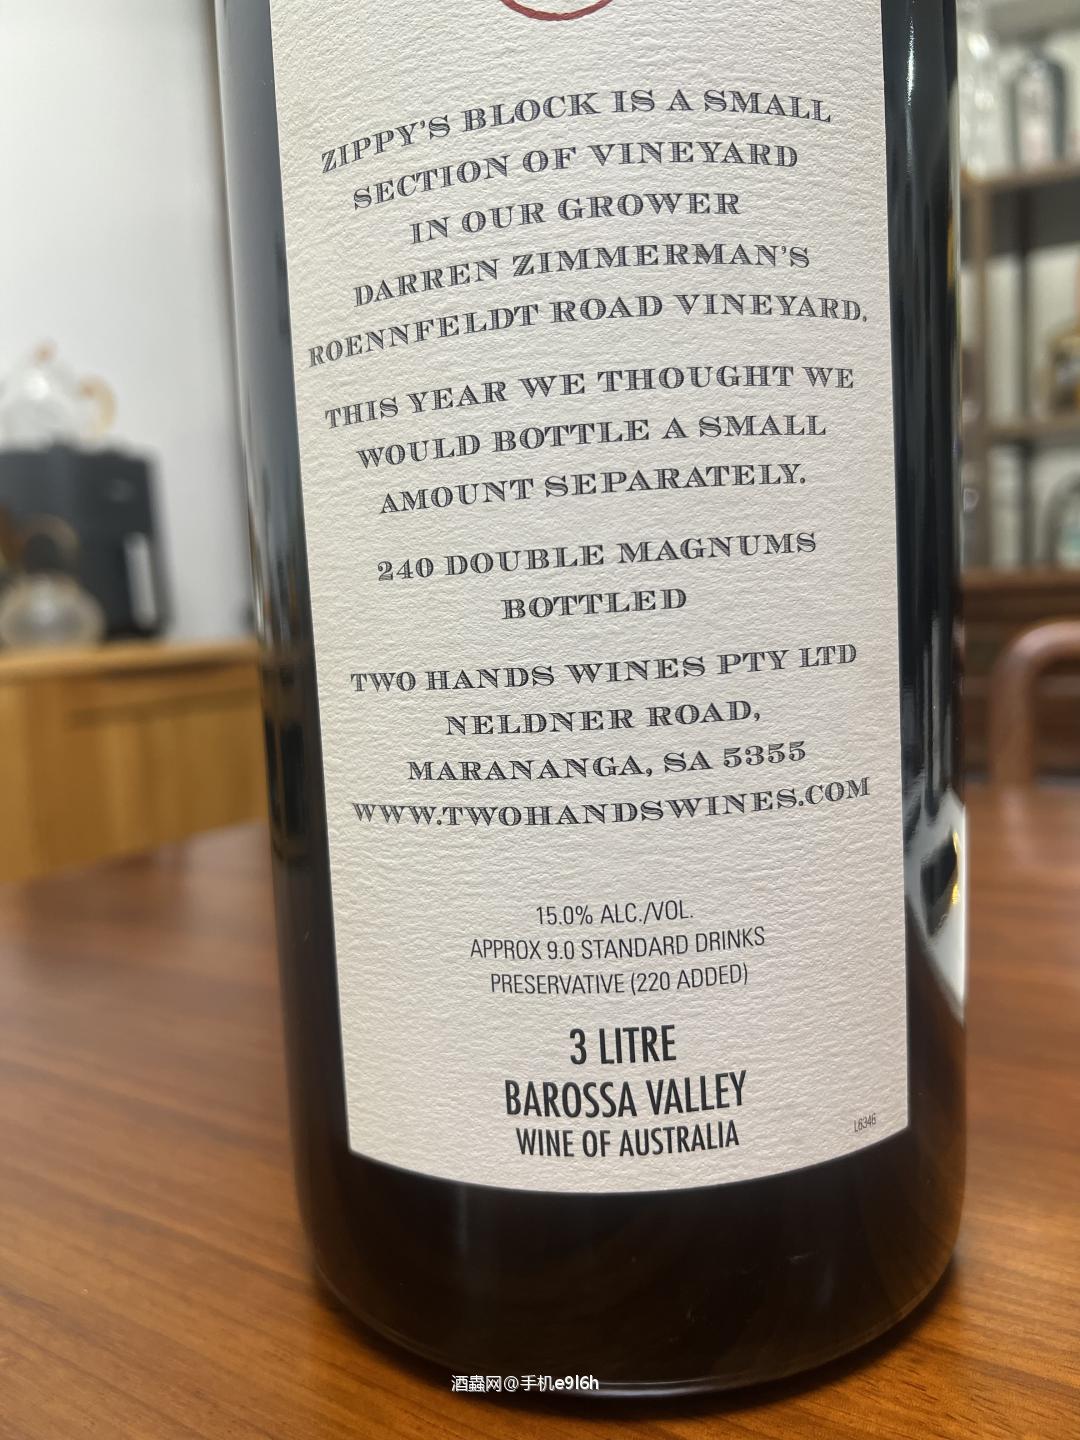 ZIPPY'S BLOCK IS A SMALL
SECTION OF VINEYARD
IN OUR GROWER
DARREN ZIMMERMAN'S
ROENNFELDT ROAD VINEYARD.
THIS YEAR WE THOUGHT WE
WOULD BOTTLE A SMALL
AMOUNT SEPARATELY.
240 DOUBLE MAGNUMS
BOTTLED
TWO HANDS WINES PTY LTD
NELDNER ROAD,
MARANANGA, SA 5355
WWW.TWOHANDSWINES.COM
15.0% ALC./VOL.
APPROX 9.0 STANDARD DRINKS
PRESERVATIVE (220 ADDED)
3 LITRE
BAROSSA VALLEY
WINE OF AUSTRALIA
L6346
酒蟲网@手机e9l6h